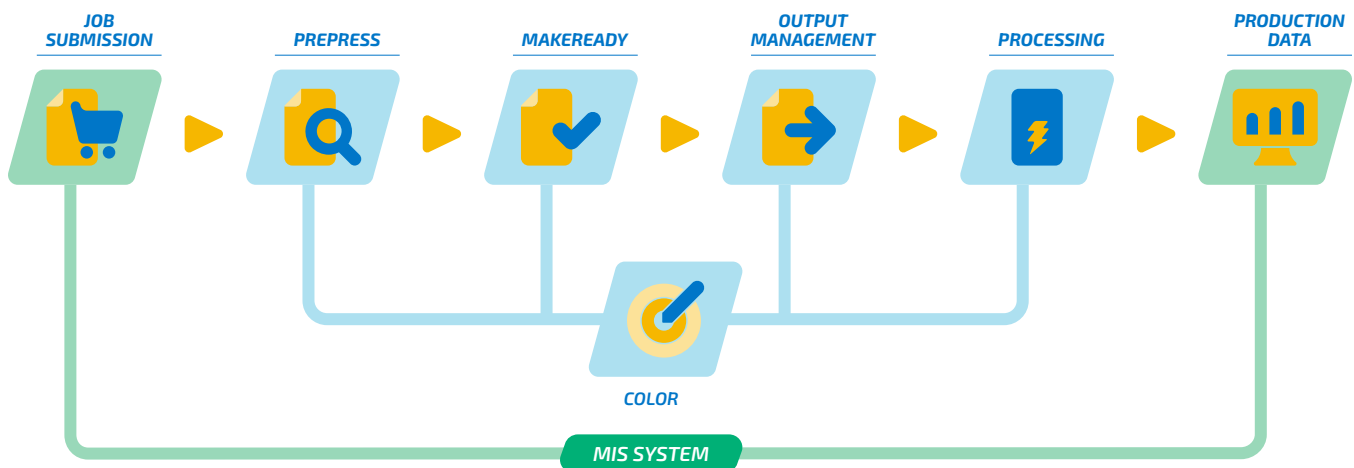 JOB
SUBMISSION
PREPRESS
MAKEREADY
OUTPUT
MANAGEMENT
PROCESSING
PRODUCTION
DATA
COLOR
MIS SYSTEM